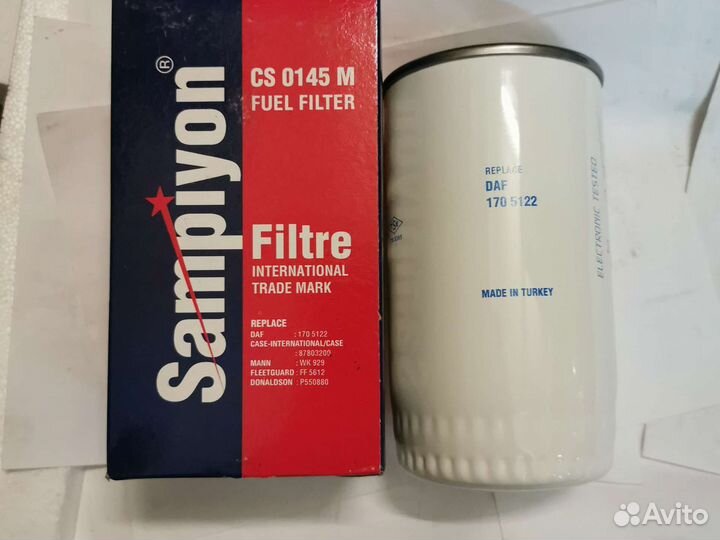 Sampiyon®
CS 0145 M
FUEL FILTER
Filtre
INTERNATIONAL
TRADE MARK
REPLACE
DAF : 170 5122
CASE-INTERNATIONAL/CASE
: 87803200
MANN : WK 929
FLEETGUARD : FF 5612
DONALDSON : P550880
REPLACE
DAF
170 5122
MADE IN TURKEY
ELECTRONIC TESTED
Avito